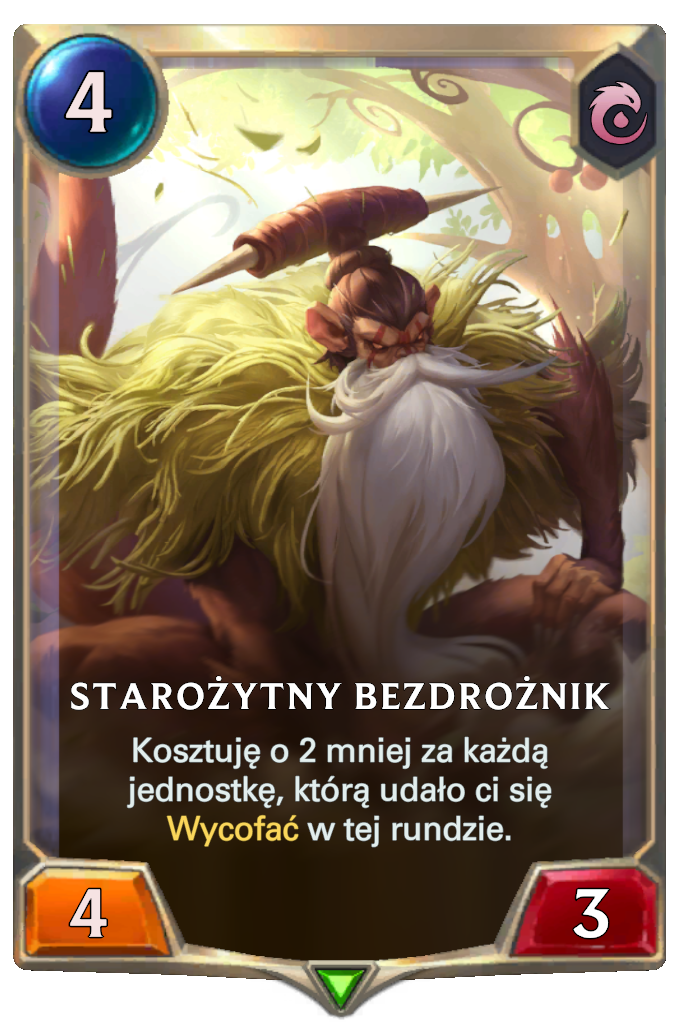 4
STAROŻYTNY BEZDROŻNIK
Kosztuję o 2 mniej za każdą
jednostkę, którą udało ci się
Wycofać w tej rundzie.
4
3